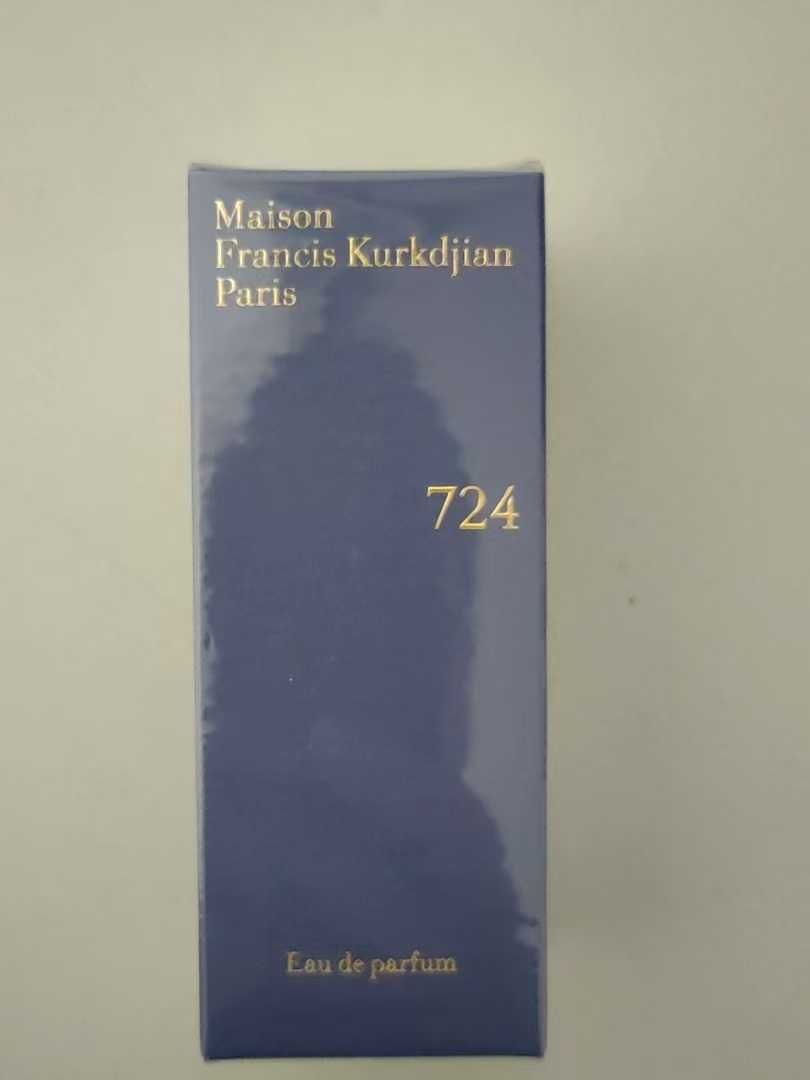 Maison
Francis Kurkdjian
Paris
724
Eau de parfum